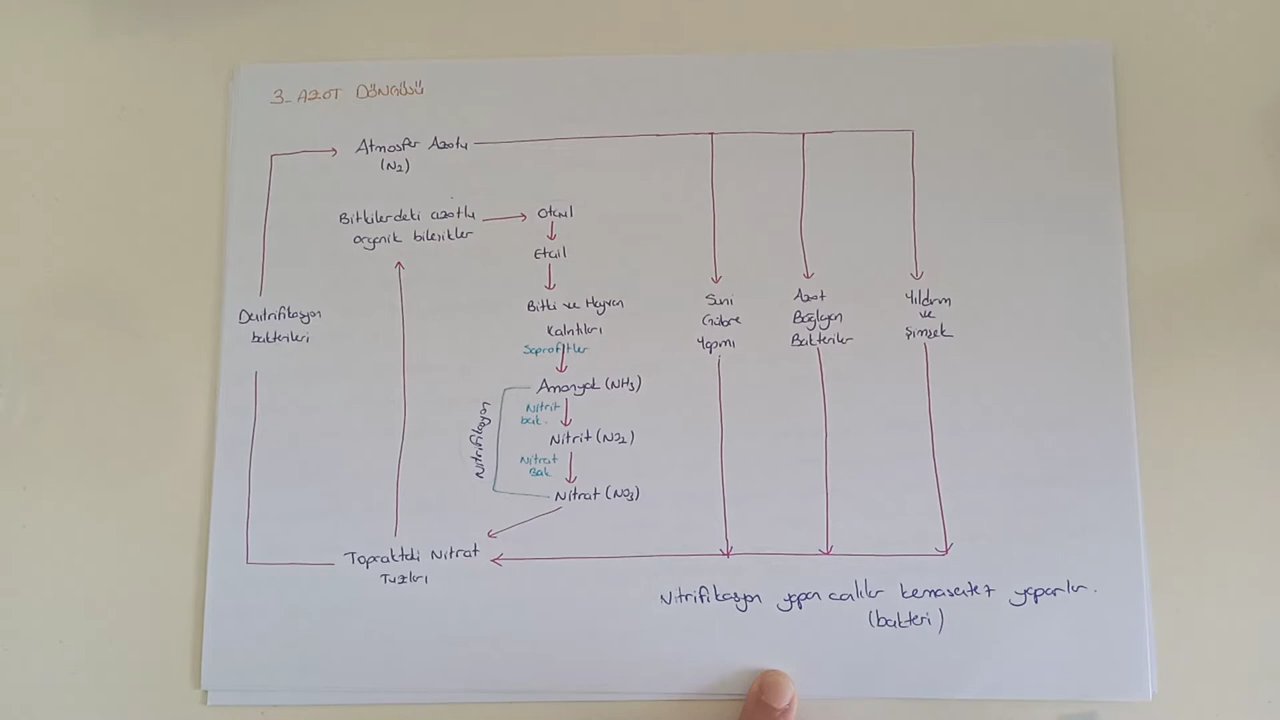 3- AZOT DÖNGÜSÜ
Atmosfer Azotu
(N2)
Bitkilerdeki azotlu
organik bileşikler
Otçul
Etçil
Bitki ve Hayvan
Kalıntıları
Saprofitler
Amonyak (NH3)
Nitrit
bak.
Nitrit (NO2)
Nitrat
Bak
Nitrat (NO3)
Nitrifikasyon
Denitrifikasyon
bakterileri
Topraktaki Nitrat
Tuzları
Suni
Gübre
Yapımı
Azot
Bağlayan
Bakteriler
Yıldırım
ve
Şimşek
Nitrifikasyon yapan canlılar kemosentez yaparlar.
(bakteri)